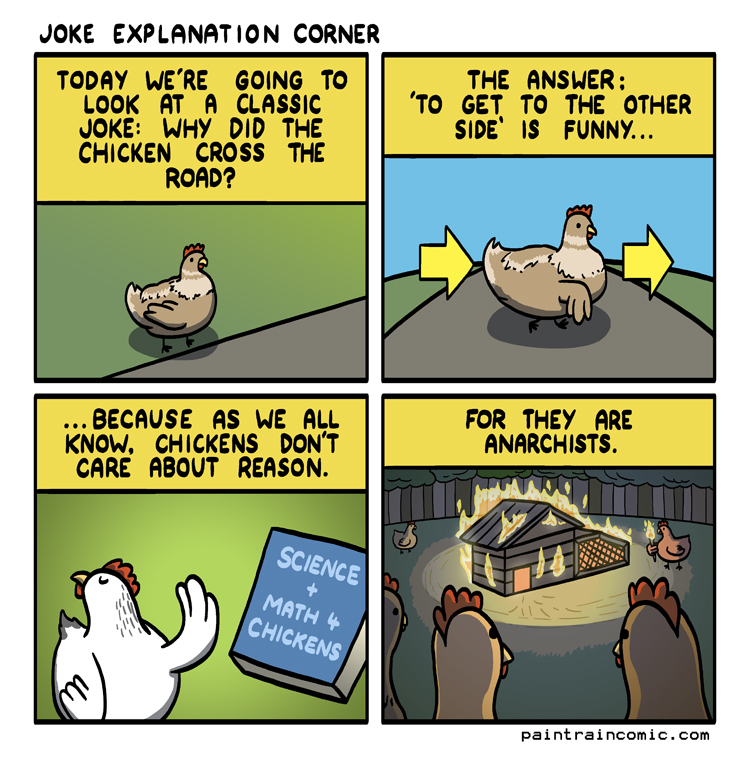 JOKE EXPLANATION CORNER
TODAY WE'RE GOING TO
LOOK AT A CLASSIC
JOKE: WHY DID THE
CHICKEN CROSS THE
ROAD?
THE ANSWER:
'TO GET TO THE OTHER
SIDE' IS FUNNY...
...BECAUSE AS WE ALL
KNOW, CHICKENS DON'T
CARE ABOUT REASON.
SCIENCE
+
MATH 4
CHICKENS
FOR THEY ARE
ANARCHISTS.
paintraincomic.com